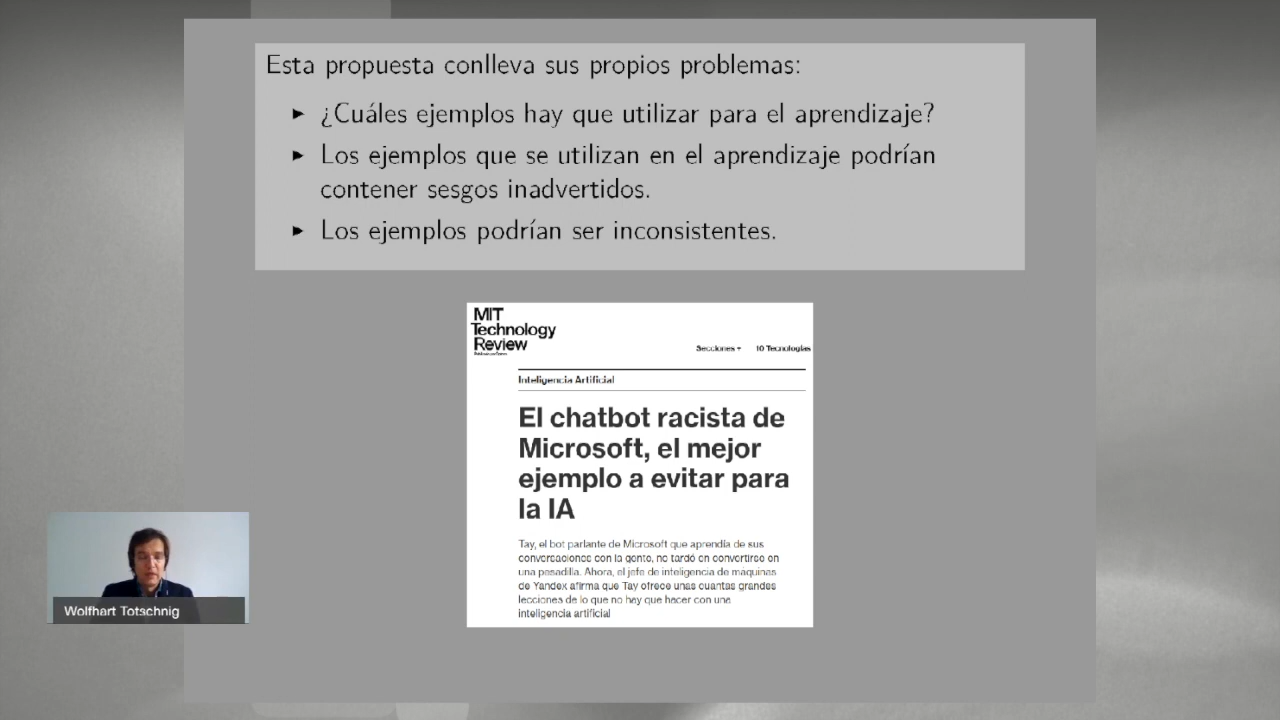 Esta propuesta conlleva sus propios problemas:
▶ ¿Cuáles ejemplos hay que utilizar para el aprendizaje?
▶ Los ejemplos que se utilizan en el aprendizaje podrían
contener sesgos inadvertidos.
▶ Los ejemplos podrían ser inconsistentes.
MIT
Technology
Review
Secciones
10 Tecnologías
Inteligencia Artificial
El chatbot racista de
Microsoft, el mejor
ejemplo a evitar para
la IA
Tay, el bot parlante de Microsoft que aprendía de sus
conversaciones con la gente, no tardó en convertirse en
una pesadilla. Ahora, el jefe de inteligencia de máquinas
de Yandex afirma que Tay ofrece unas cuantas grandes
lecciones de lo que no hay que hacer con una
inteligencia artificial
Wolfhart Totschnig